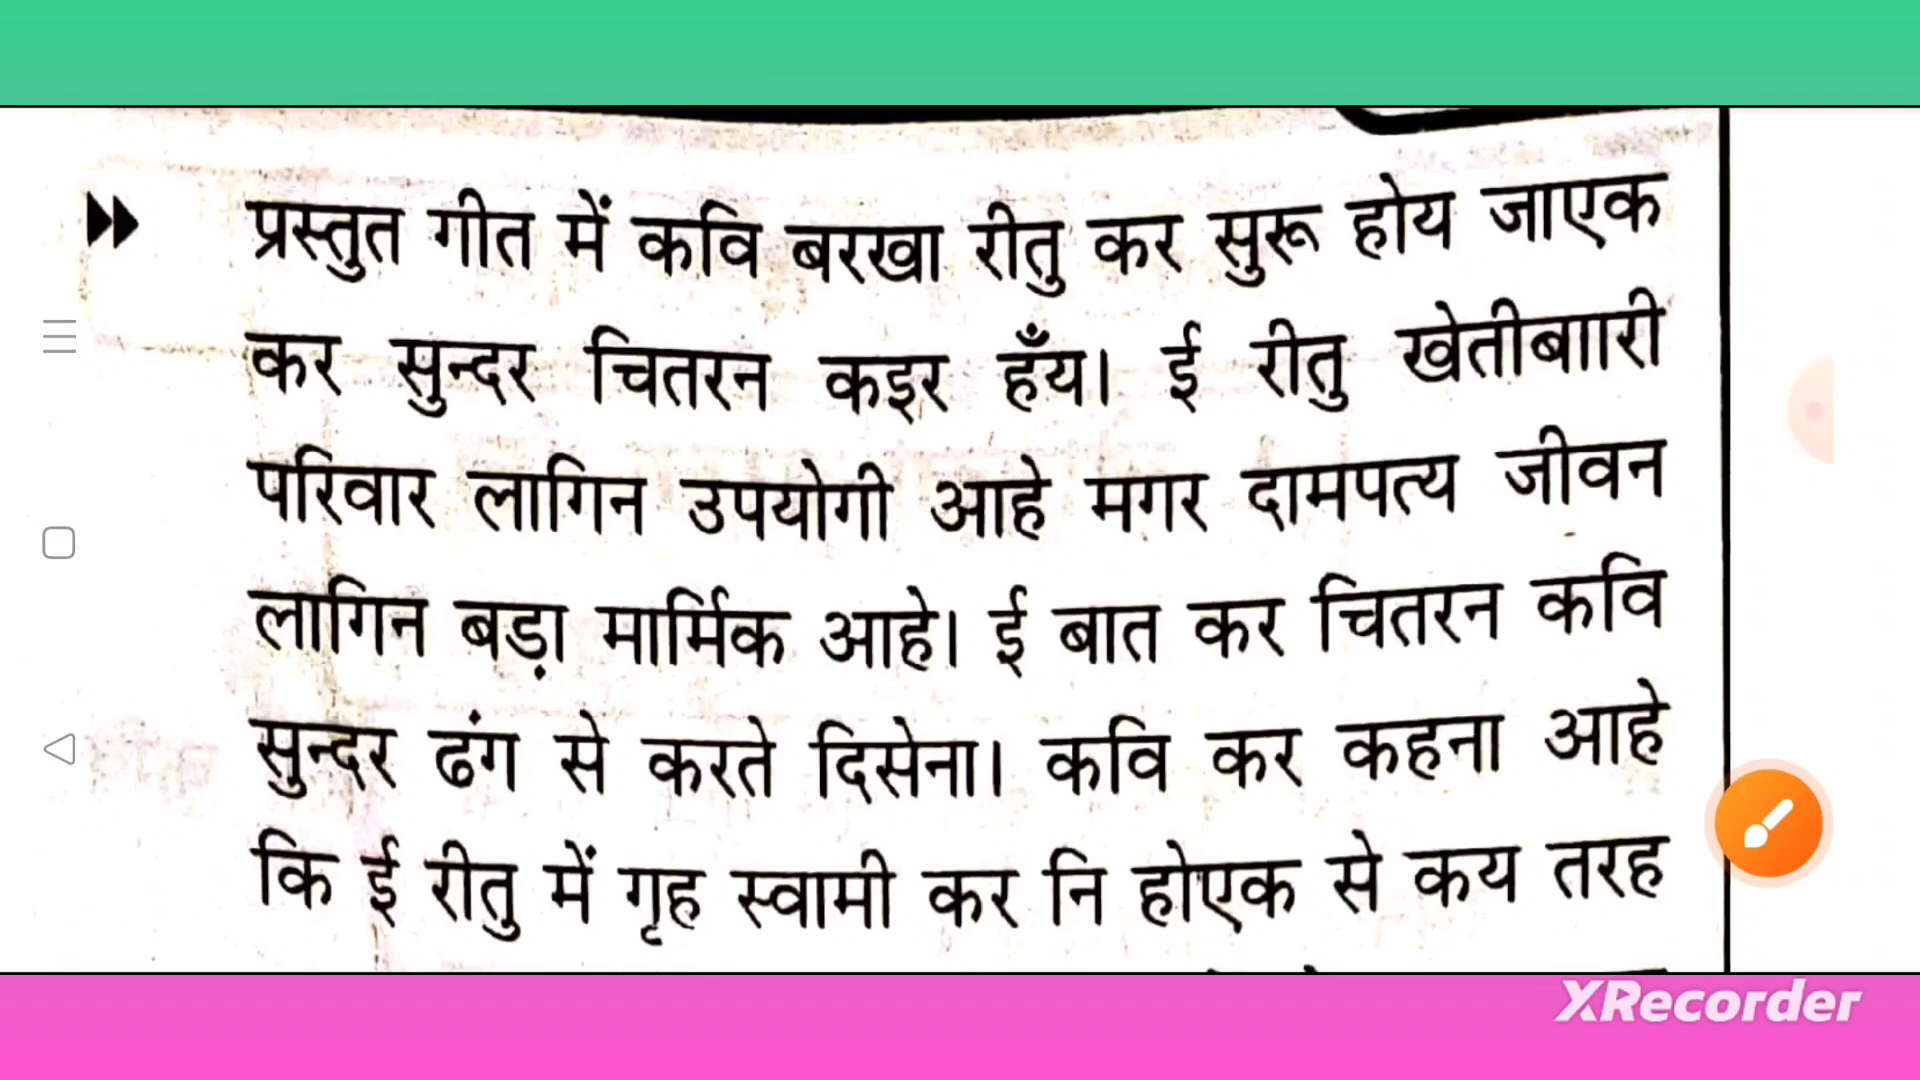 प्रस्तुत गीत में कवि बरखा रीतु कर सुरू होय जाएक
कर सुन्दर चितरन कइर हँय। ई रीतु खेतीबाारी
परिवार लागिन उपयोगी आहे मगर दामपत्य जीवन
लागिन बड़ा मार्मिक आहे। ई बात कर चितरन कवि
सुन्दर ढंग से करते दिसेना। कवि कर कहना आहे
कि ई रीतु में गृह स्वामी कर नि होएक से कय तरह
XRecorder